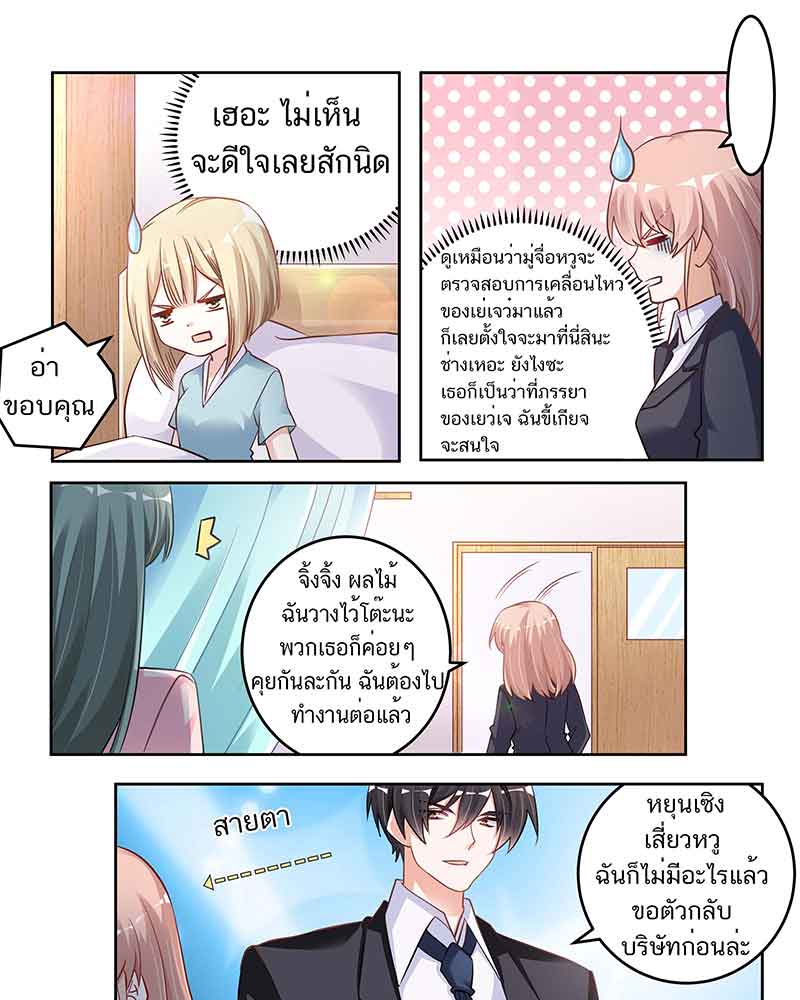 เฮอะ ไม่เห็น
จะดีใจเลยสักนิด
อ่า
ขอบคุณ
ดูเหมือนว่ามู่จื่อหวูจะ
ตรวจสอบการเคลื่อนไหว
ของเย่เจว๋มาแล้ว
ก็เลยตั้งใจจะมาที่นี่สินะ
ช่างเหอะ ยังไงซะ
เธอก็เป็นว่าที่ภรรยา
ของเยว่เจ ฉันขี้เกียจ
จะสนใจ
จิ้งจิ้ง ผลไม้
ฉันวางไว้โต๊ะนะ
พวกเธอก็ค่อยๆ
คุยกันละกัน ฉันต้องไป
ทำงานต่อแล้ว
สายตา
หยุนเชิง
เสี่ยวหวู
ฉันก็ไม่มีอะไรแล้ว
ขอตัวกลับ
บริษัทก่อนล่ะ